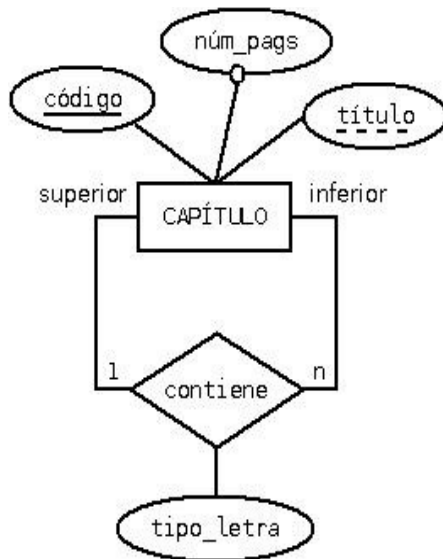 núm_pags
código
título
superior
inferior
CAPÍTULO
1
contiene
n
tipo_letra